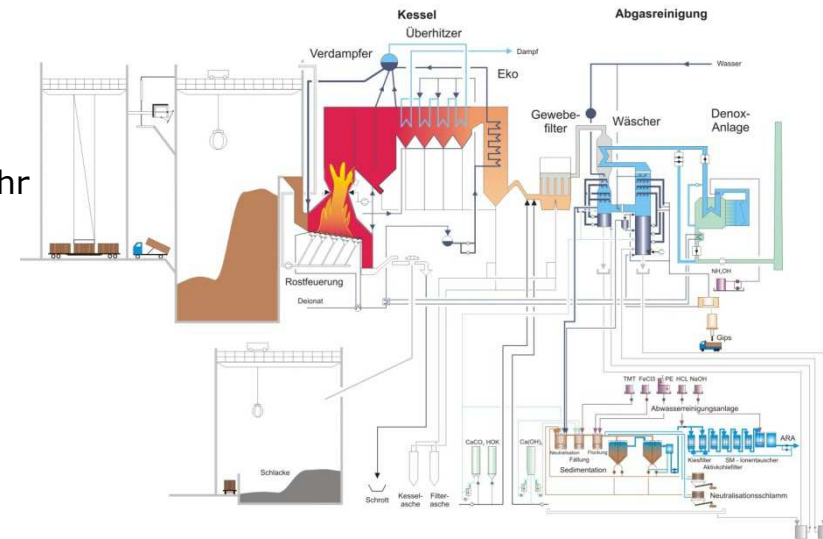 Kessel
Abgasreinigung
Überhitzer
Verdampfer
Dampf
Eko
Wasser
Gewebe-
filter
Wäscher
Denox-
Anlage
hr
Rostfeuerung
Deionat
NH₄OH
Gips
TMT FeCl3 PE HCL NaOH
Abwasserreinigungsanlage
CaCO₃ HOK
Ca(OH)₂
Neutralisation
Fällung
Flockung
Sedimentation
Kiesfilter
SM - Ionentauscher
Aktivkohlefilter
ARA
Neutralisationsschlamm
Schlacke
Schrott
Kessel-
asche
Filter-
asche